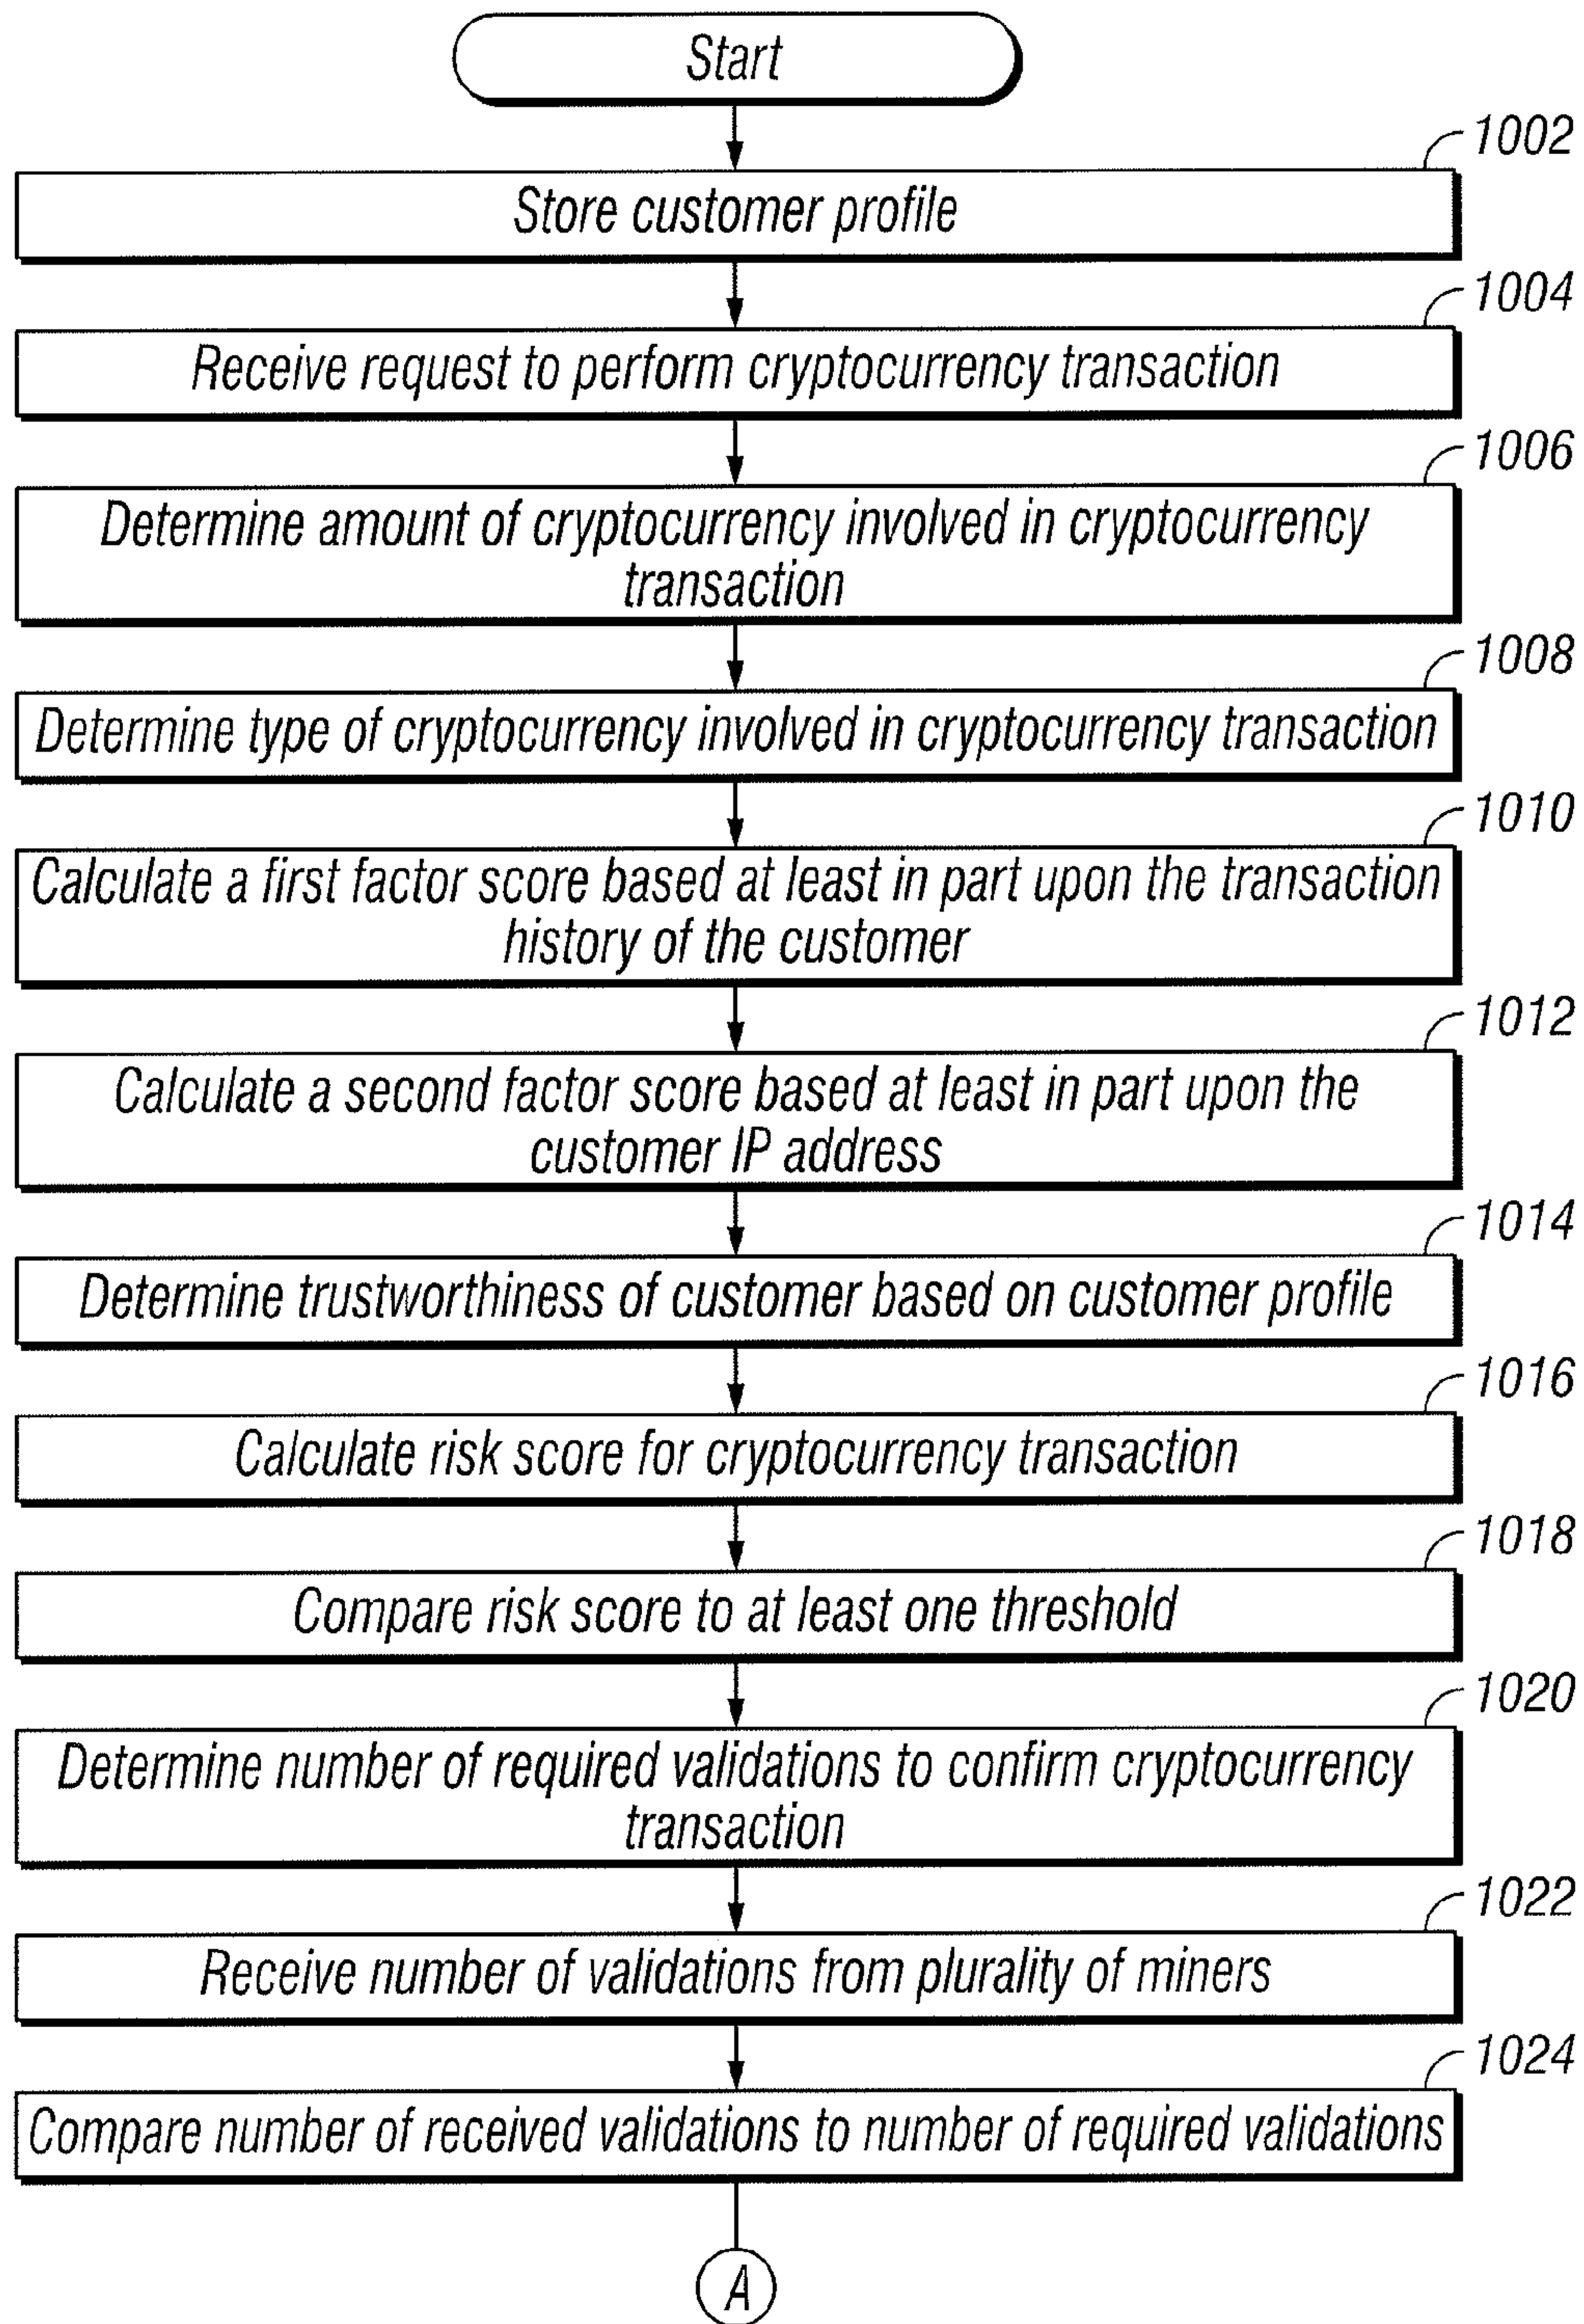 Start
1002
Store customer profile
1004
Receive request to perform cryptocurrency transaction
1006
Determine amount of cryptocurrency involved in cryptocurrency
transaction
1008
Determine type of cryptocurrency involved in cryptocurrency transaction
1010
Calculate a first factor score based at least in part upon the transaction
history of the customer
1012
Calculate a second factor score based at least in part upon the
customer IP address
1014
Determine trustworthiness of customer based on customer profile
1016
Calculate risk score for cryptocurrency transaction
1018
Compare risk score to at least one threshold
1020
Determine number of required validations to confirm cryptocurrency
transaction
1022
Receive number of validations from plurality of miners
1024
Compare number of received validations to number of required validations
A